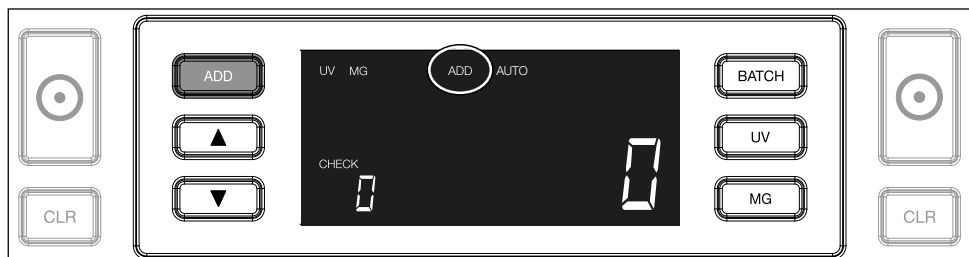 ADD
UV MG ADD AUTO
BATCH
UV
CHECK
0
0
MG
CLR
CLR